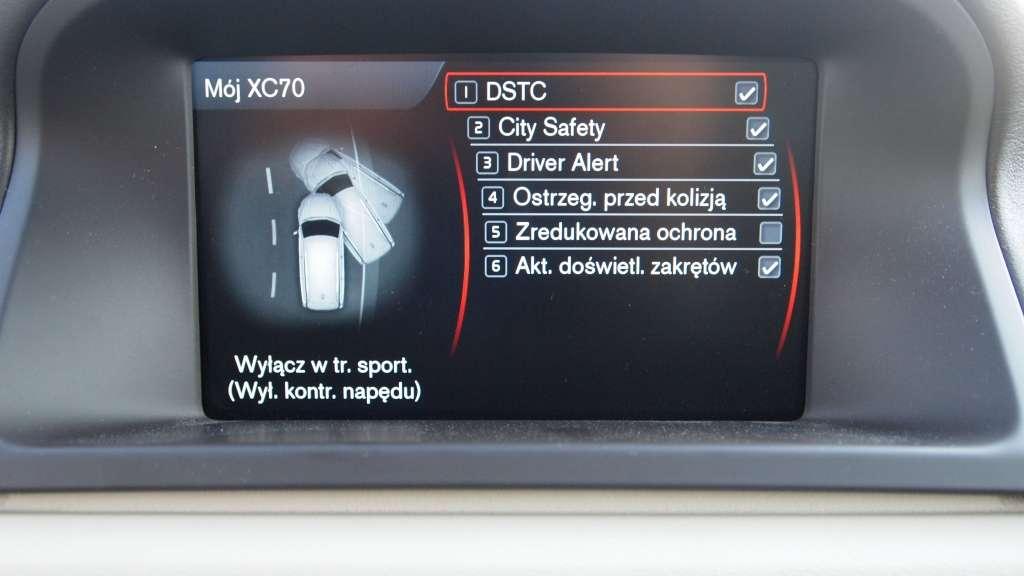 Mój XC70
1 DSTC
2 City Safety
3 Driver Alert
4 Ostrzeg. przed kolizją
5 Zredukowana ochrona
6 Akt. doświetl. zakrętów
Wyłącz w tr. sport.
(Wył. kontr. napędu)